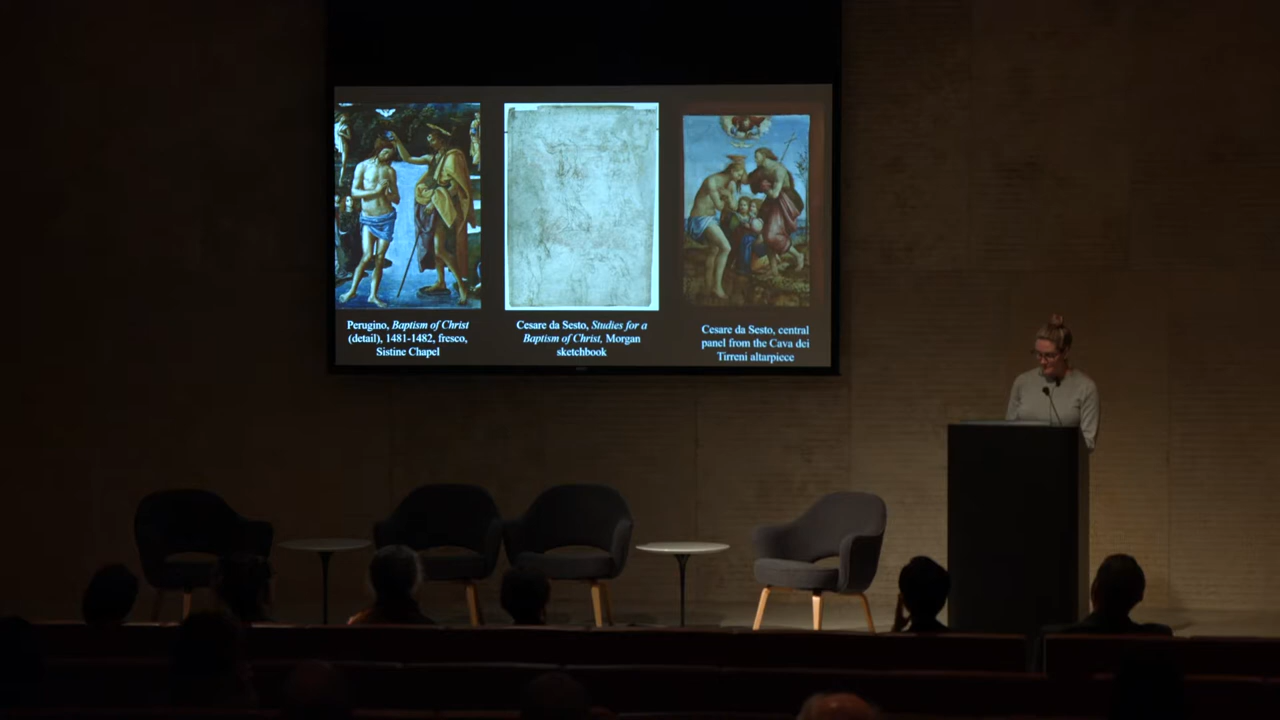 Perugino, Baptism of Christ
(detail), 1481-1482, fresco,
Sistine Chapel
Cesare da Sesto, Studies for a
Baptism of Christ, Morgan
sketchbook
Cesare da Sesto, central
panel from the Cava dei
Tirreni altarpiece